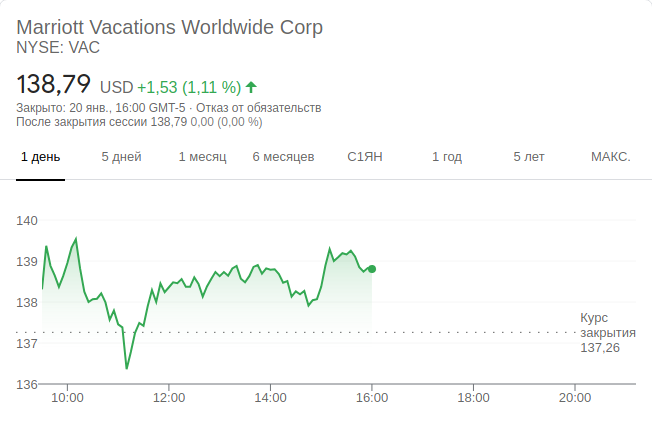 Marriott Vacations Worldwide Corp
NYSE: VAC
138,79 USD +1,53 (1,11 %)
Закрыто: 20 янв., 16:00 GMT-5 · Отказ от обязательств
После закрытия сессии 138,79 0,00 (0,00 %)
1 день 5 дней 1 месяц 6 месяцев С1ЯН 1 год 5 лет МАКС.
140
139
138
Курс
закрытия
137,26
137
136
10:00 12:00 14:00 16:00 18:00 20:00